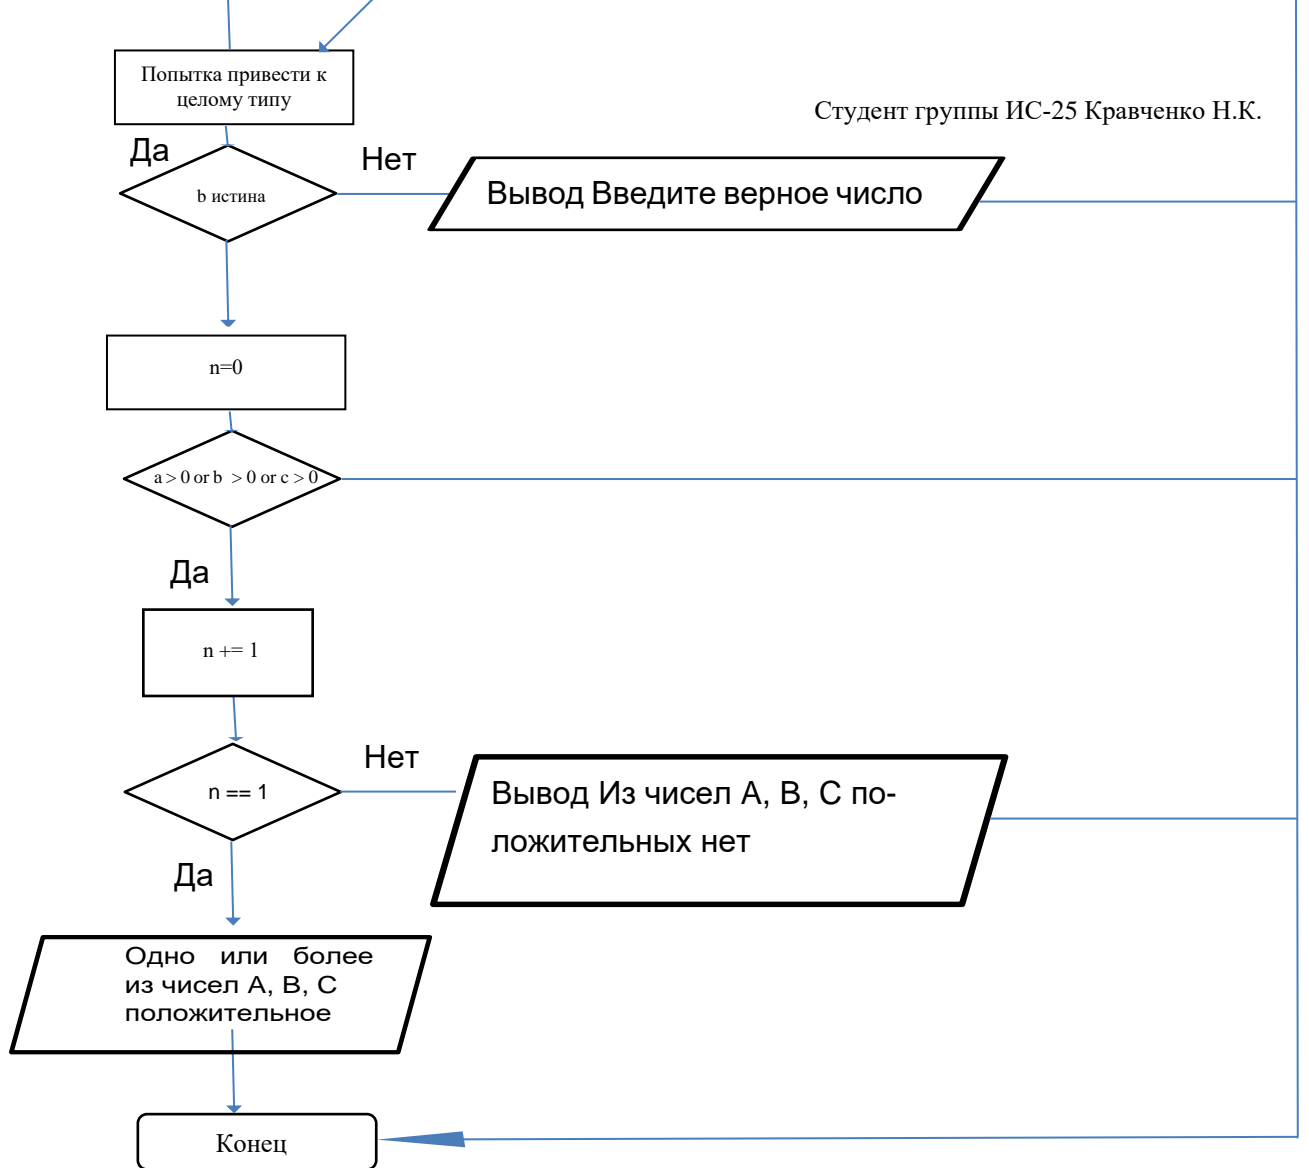 Попытка привести к
целому типу
Студент группы ИС-25 Кравченко Н.К.
Да
Нет
b истина
Вывод Введите верное число
n=0
a > 0 or b > 0 or c > 0
Да
n += 1
Нет
n == 1
Вывод Из чисел А, В, С по-
ложительных нет
Да
Одно или более
из чисел А, В, С
положительное
Конец